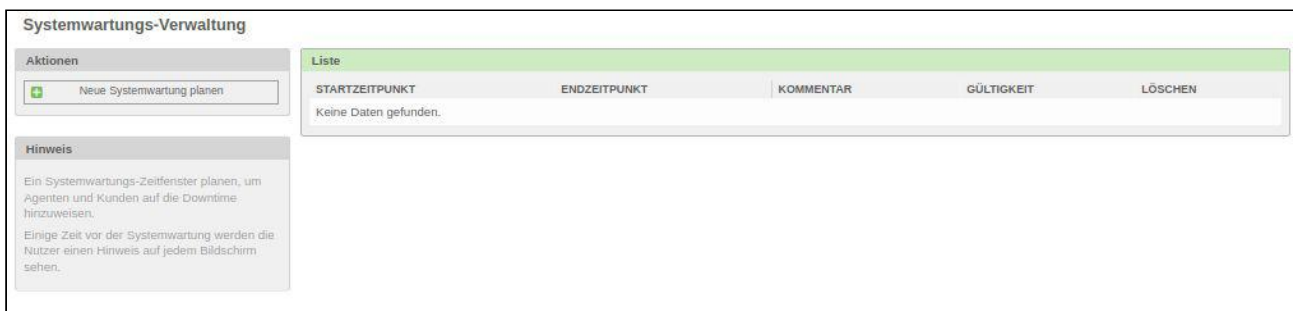 Systemwartungs-Verwaltung
Aktionen
Neue Systemwartung planen
Hinweis
Ein Systemwartungs-Zeitfenster planen, um
Agenten und Kunden auf die Downtime
hinzuweisen.
Einige Zeit vor der Systemwartung werden die
Nutzer einen Hinweis auf jedem Bildschirm
sehen.
Liste
STARTZEITPUNKT ENDZEITPUNKT KOMMENTAR GÜLTIGKEIT LÖSCHEN
Keine Daten gefunden.